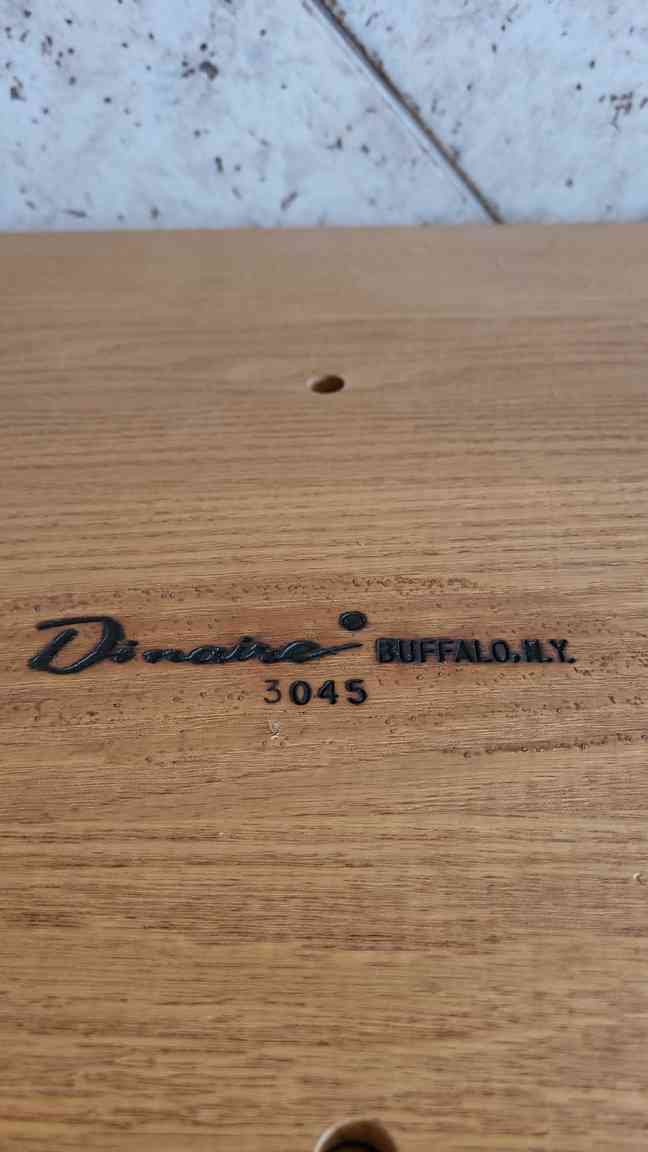 Dinaire BUFFALO, N.Y.
3045